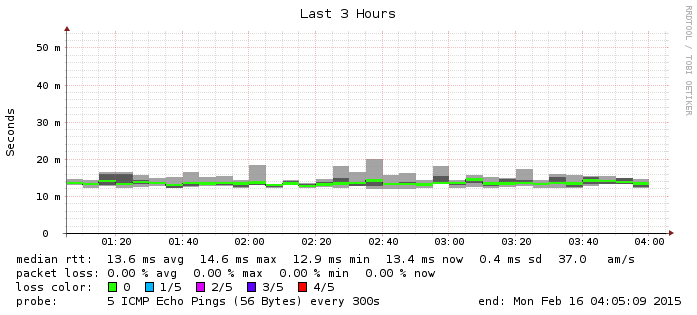 Last 3 Hours
RRDTOOL / TOBI OETIKER
Seconds
50 m
40 m
30 m
20 m
10 m
0
01:20 01:40 02:00 02:20 02:40 03:00 03:20 03:40 04:00
median rtt: 13.6 ms avg 14.6 ms max 12.9 ms min 13.4 ms now 0.4 ms sd 37.0 am/s
packet loss: 0.00 % avg 0.00 % max 0.00 % min 0.00 % now
loss color: 0 1/5 2/5 3/5 4/5
probe: 5 ICMP Echo Pings (56 Bytes) every 300s end: Mon Feb 16 04:05:09 2015